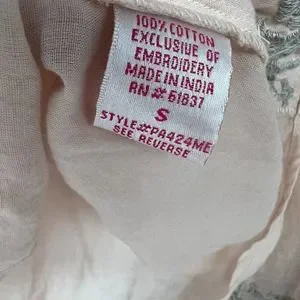 100% COTTON
EXCLUSIVE OF
EMBROIDERY
MADE IN INDIA
RN# 61837
S
STYLE#PA424ME
SEE REVERSE